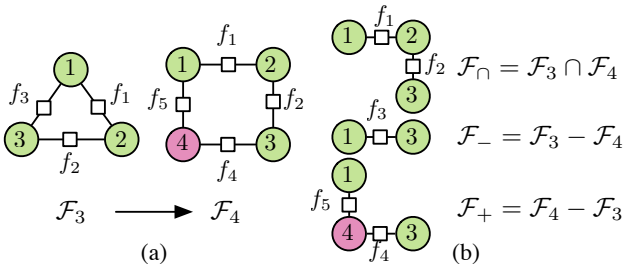 1
f₃
f₁
3
2
f₂
f₁
1
2
f₅
f₂
4
3
f₄
ℱ₃ ⟶ ℱ₄
(a)
f₁
1
2
f₂
3
ℱ∩ = ℱ₃ ∩ ℱ₄
f₃
1
3
ℱ₋ = ℱ₃ − ℱ₄
1
f₅
4
3
f₄
ℱ₊ = ℱ₄ − ℱ₃
(b)